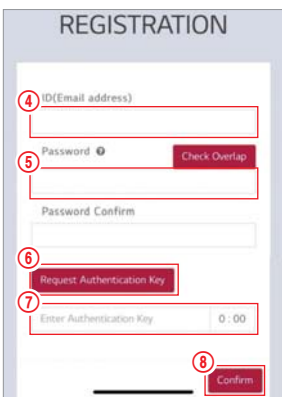 REGISTRATION
④ ID(Email address)
Password ?
Check Overlap
⑤
Password Confirm
⑥
Request Authentication Key
⑦
Enter Authentication Key 0 : 00
⑧
Confirm